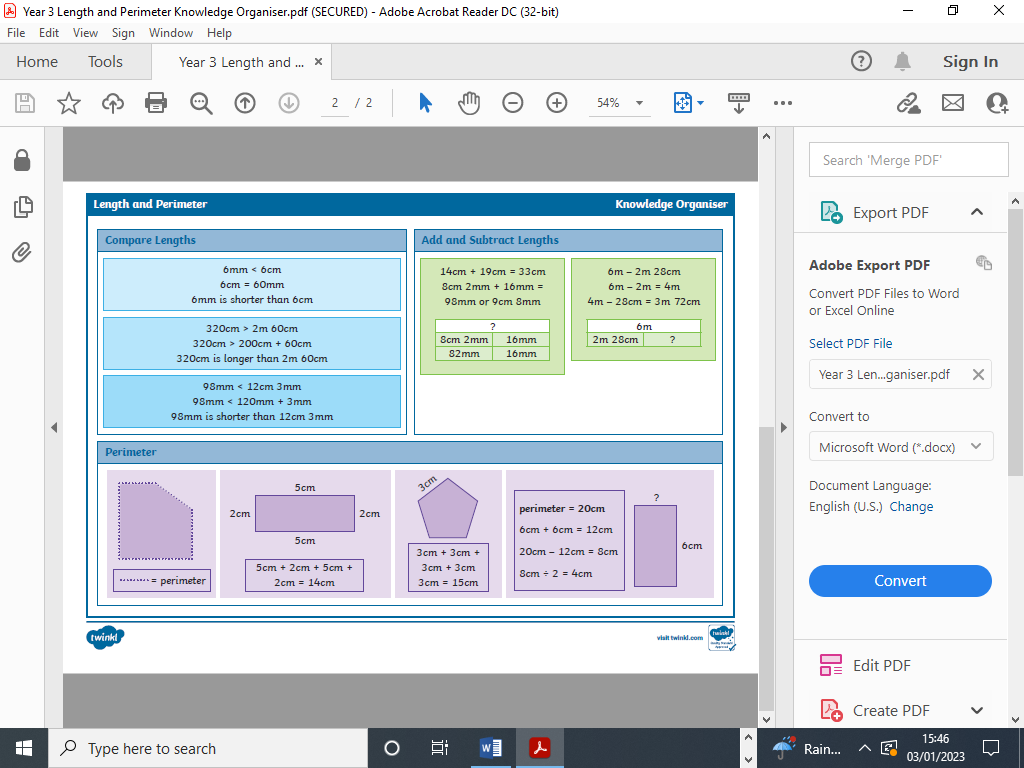 Year 3 Length and Perimeter Knowledge Organiser.pdf (SECURED) - Adobe Acrobat Reader DC (32-bit)
File Edit View Sign Window Help
Home Tools Year 3 Length and ... × Sign In
2 / 2 54%
Length and Perimeter Knowledge Organiser
Compare Lengths
6mm < 6cm
6cm = 60mm
6mm is shorter than 6cm
320cm > 2m 60cm
320cm > 200cm + 60cm
320cm is longer than 2m 60cm
98mm < 12cm 3mm
98mm < 120mm + 3mm
98mm is shorter than 12cm 3mm
Add and Subtract Lengths
14cm + 19cm = 33cm
8cm 2mm + 16mm =
98mm or 9cm 8mm
?
8cm 2mm 16mm
82mm 16mm
6m – 2m 28cm
6m – 2m = 4m
4m – 28cm = 3m 72cm
6m
2m 28cm ?
Perimeter
= perimeter
5cm
2cm 2cm
5cm
5cm + 2cm + 5cm +
2cm = 14cm
3cm
3cm + 3cm +
3cm + 3cm
3cm = 15cm
perimeter = 20cm
6cm + 6cm = 12cm
20cm – 12cm = 8cm
8cm ÷ 2 = 4cm
?
6cm
twinkl
visit twinkl.com
twinkl
Search 'Merge PDF'
Export PDF
Adobe Export PDF
Convert PDF Files to Word
or Excel Online
Select PDF File
Year 3 Len...ganiser.pdf
Convert to
Microsoft Word (*.docx)
Document Language:
English (U.S.) Change
Convert
Edit PDF
Create PDF
Type here to search
Rain...
15:46
03/01/2023